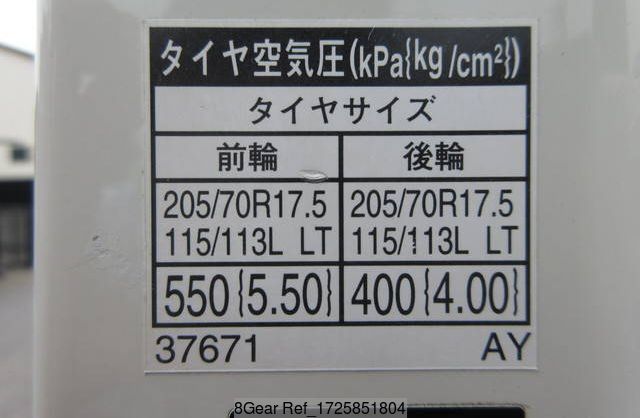 タイヤ空気圧(kPa{kg/cm²})
タイヤサイズ
前輪 後輪
205/70R17.5 205/70R17.5
115/113L LT 115/113L LT
550{5.50} 400{4.00}
37671 AY
8Gear Ref_1725851804